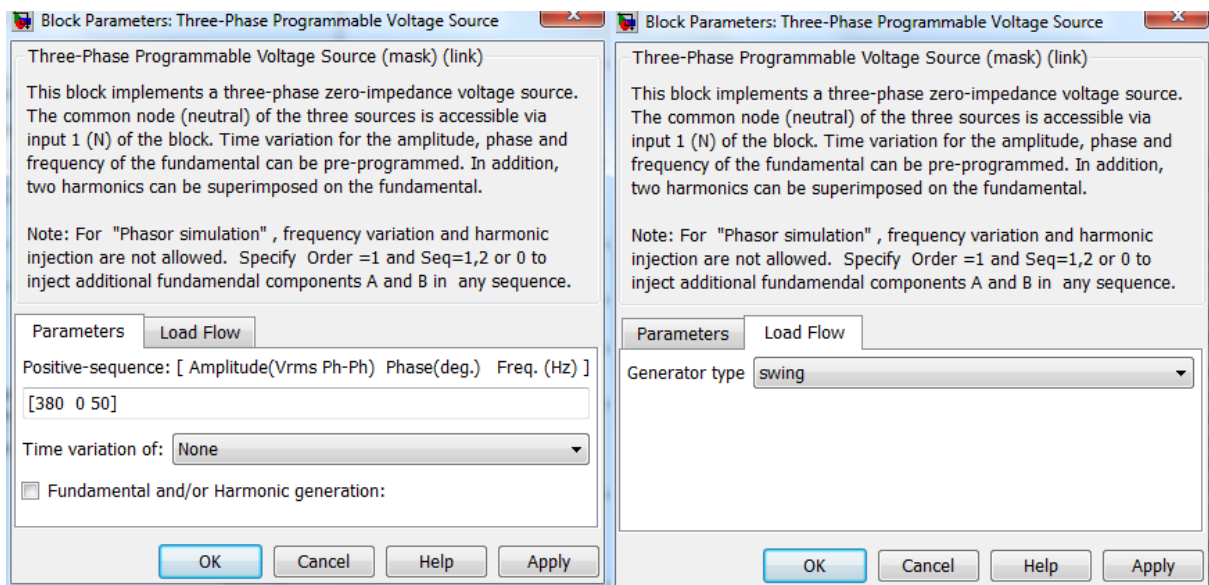 Block Parameters: Three-Phase Programmable Voltage Source
Three-Phase Programmable Voltage Source (mask) (link)
This block implements a three-phase zero-impedance voltage source.
The common node (neutral) of the three sources is accessible via
input 1 (N) of the block. Time variation for the amplitude, phase and
frequency of the fundamental can be pre-programmed. In addition,
two harmonics can be superimposed on the fundamental.
Note: For "Phasor simulation" , frequency variation and harmonic
injection are not allowed. Specify Order =1 and Seq=1,2 or 0 to
inject additional fundamendal components A and B in any sequence.
Parameters Load Flow
Positive-sequence: [ Amplitude(Vrms Ph-Ph) Phase(deg.) Freq. (Hz) ]
[380 0 50]
Time variation of: None
Fundamental and/or Harmonic generation:
OK Cancel Help Apply
Block Parameters: Three-Phase Programmable Voltage Source
Three-Phase Programmable Voltage Source (mask) (link)
This block implements a three-phase zero-impedance voltage source.
The common node (neutral) of the three sources is accessible via
input 1 (N) of the block. Time variation for the amplitude, phase and
frequency of the fundamental can be pre-programmed. In addition,
two harmonics can be superimposed on the fundamental.
Note: For "Phasor simulation" , frequency variation and harmonic
injection are not allowed. Specify Order =1 and Seq=1,2 or 0 to
inject additional fundamendal components A and B in any sequence.
Parameters Load Flow
Generator type swing
OK Cancel Help Apply